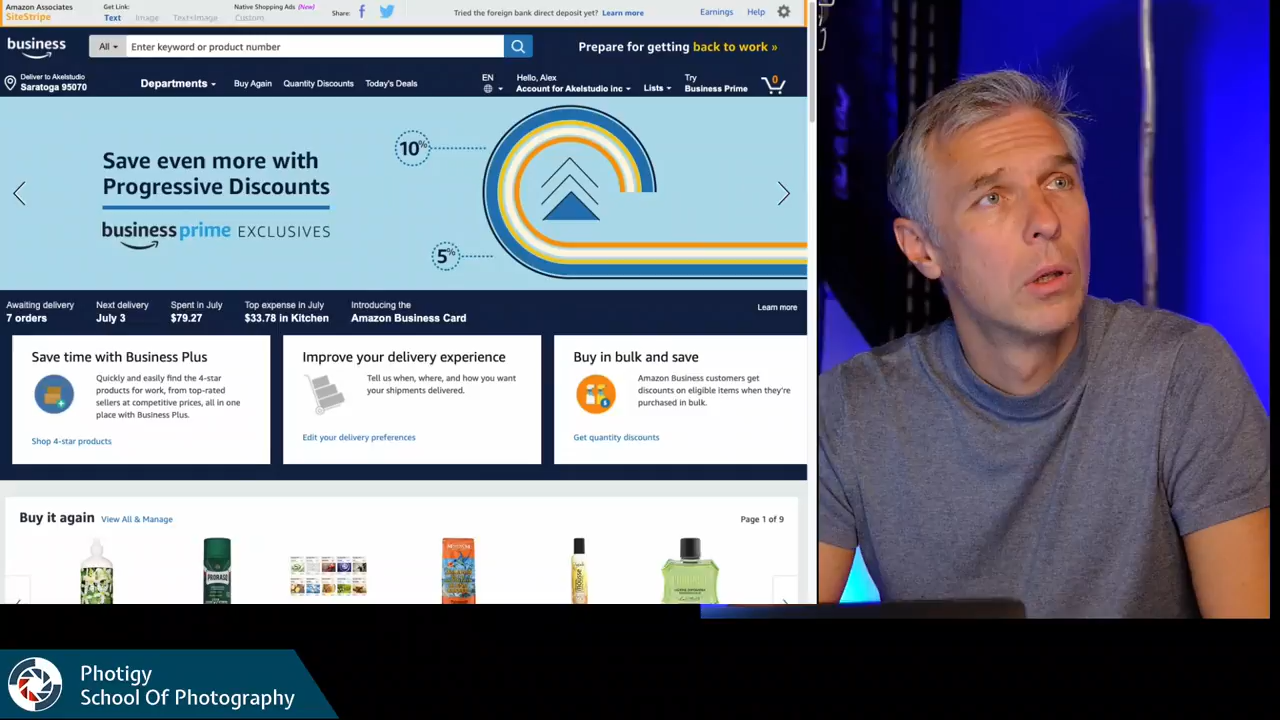 Amazon Associates
SiteStripe
Get Link:
Text Image Text+Image
Native Shopping Ads (New)
Custom
Share:
Tried the foreign bank direct deposit yet? Learn more
Earnings Help
business
All
Enter keyword or product number
Prepare for getting back to work »
Deliver to Akelstudio
Saratoga 95070
Departments
Buy Again
Quantity Discounts
Today's Deals
EN
Hello, Alex
Account for Akelstudio inc
Lists
Try
Business Prime
0
Save even more with
Progressive Discounts
business prime EXCLUSIVES
10%
5%
Awaiting delivery
7 orders
Next delivery
July 3
Spent in July
$79.27
Top expense in July
$33.78 in Kitchen
Introducing the
Amazon Business Card
Learn more
Save time with Business Plus
Quickly and easily find the 4-star
products for work, from top-rated
sellers at competitive prices, all in one
place with Business Plus.
Shop 4-star products
Improve your delivery experience
Tell us when, where, and how you want
your shipments delivered.
Edit your delivery preferences
Buy in bulk and save
Amazon Business customers get
discounts on eligible items when they're
purchased in bulk.
Get quantity discounts
Buy it again View All & Manage
Page 1 of 9
PRORASO
Photigy
School Of Photography